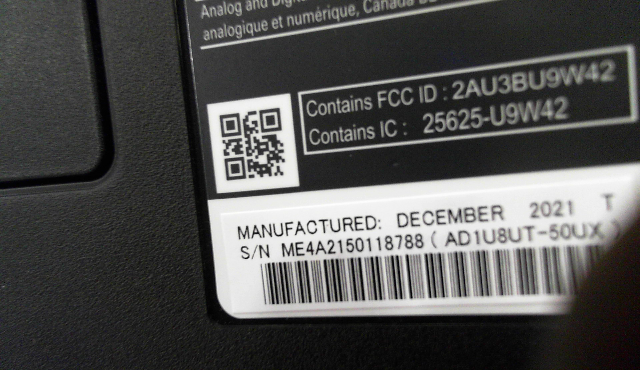 Analog and
analogique et numérique, Canada
Contains FCC ID : 2AU3BU9W42
Contains IC : 25625-U9W42
MANUFACTURED: DECEMBER 2021 T
S/N ME4A2150118788 ( AD1U8UT-50UX )